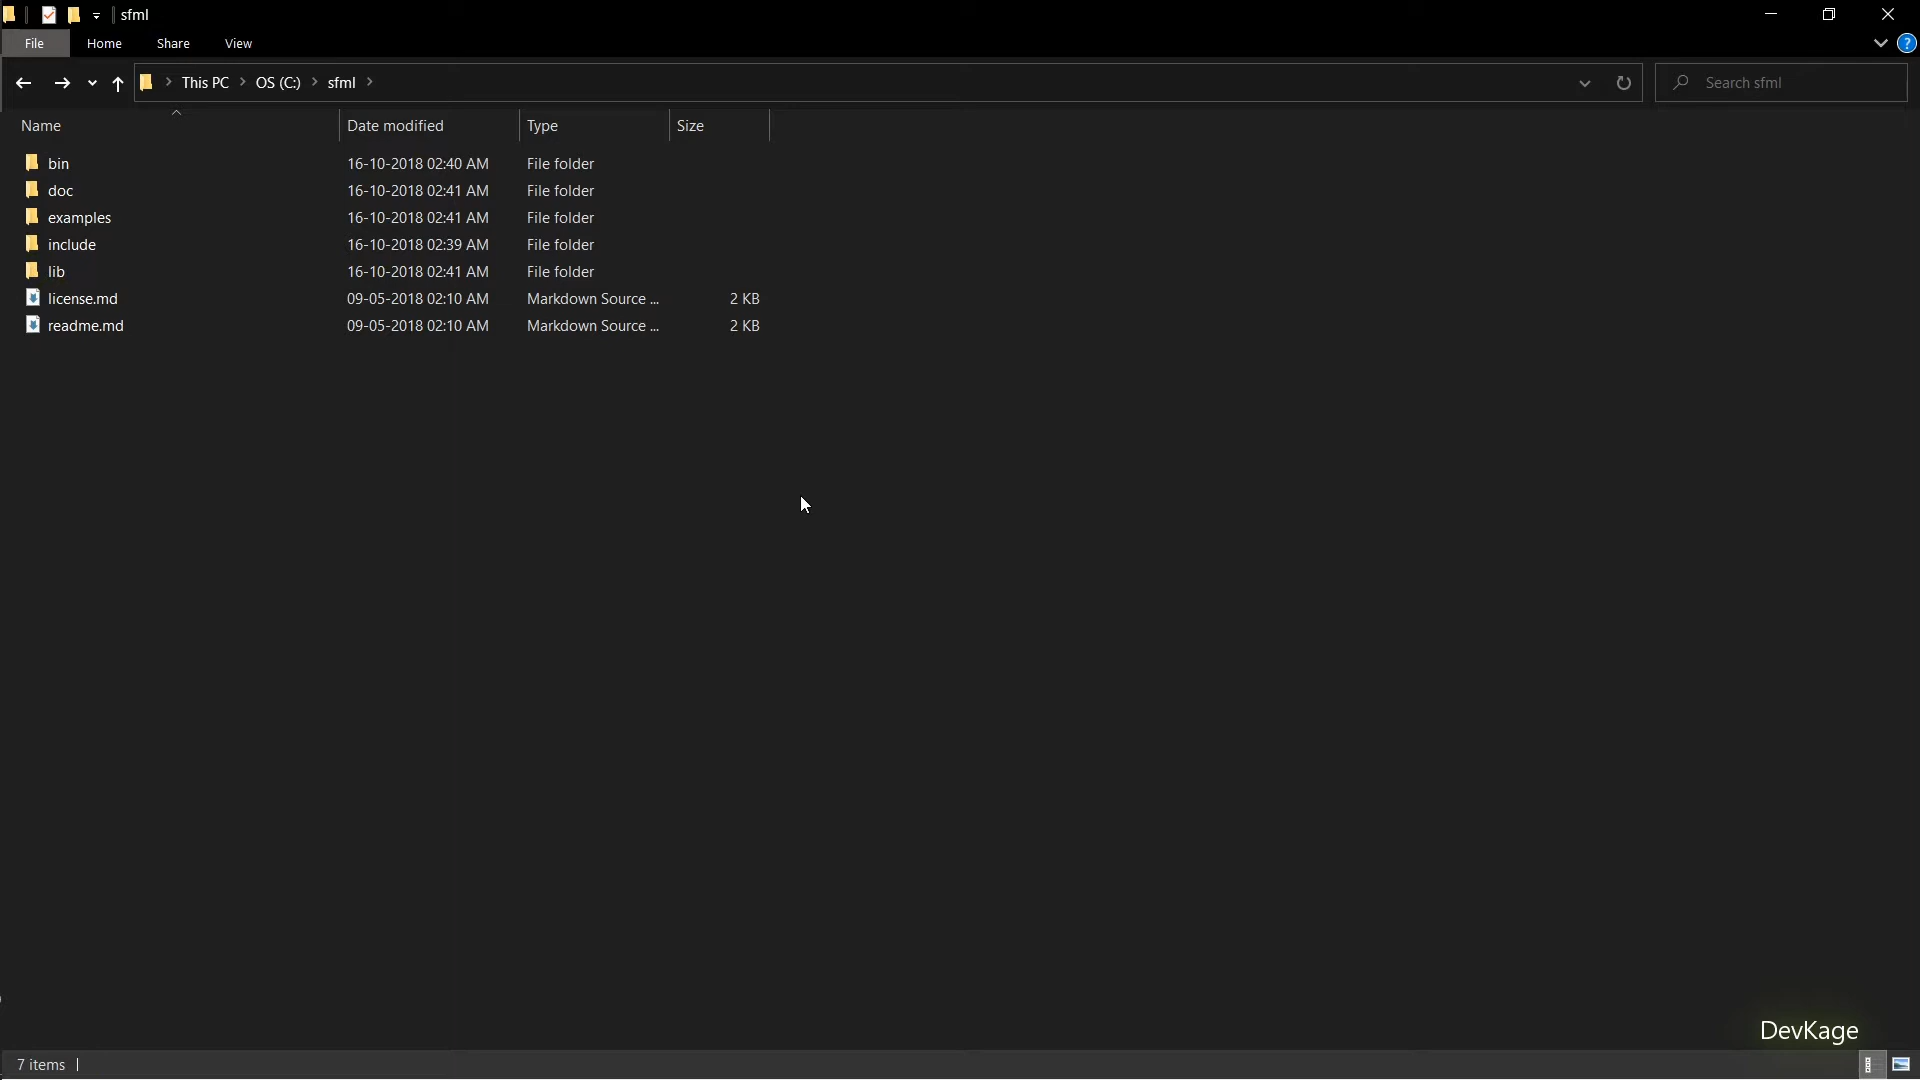 sfml
File Home Share View
This PC OS (C:) sfml Search sfml
Name Date modified Type Size
bin 16-10-2018 02:40 AM File folder
doc 16-10-2018 02:41 AM File folder
examples 16-10-2018 02:41 AM File folder
include 16-10-2018 02:39 AM File folder
lib 16-10-2018 02:41 AM File folder
license.md 09-05-2018 02:10 AM Markdown Source ... 2 KB
readme.md 09-05-2018 02:10 AM Markdown Source ... 2 KB
DevKage
7 items